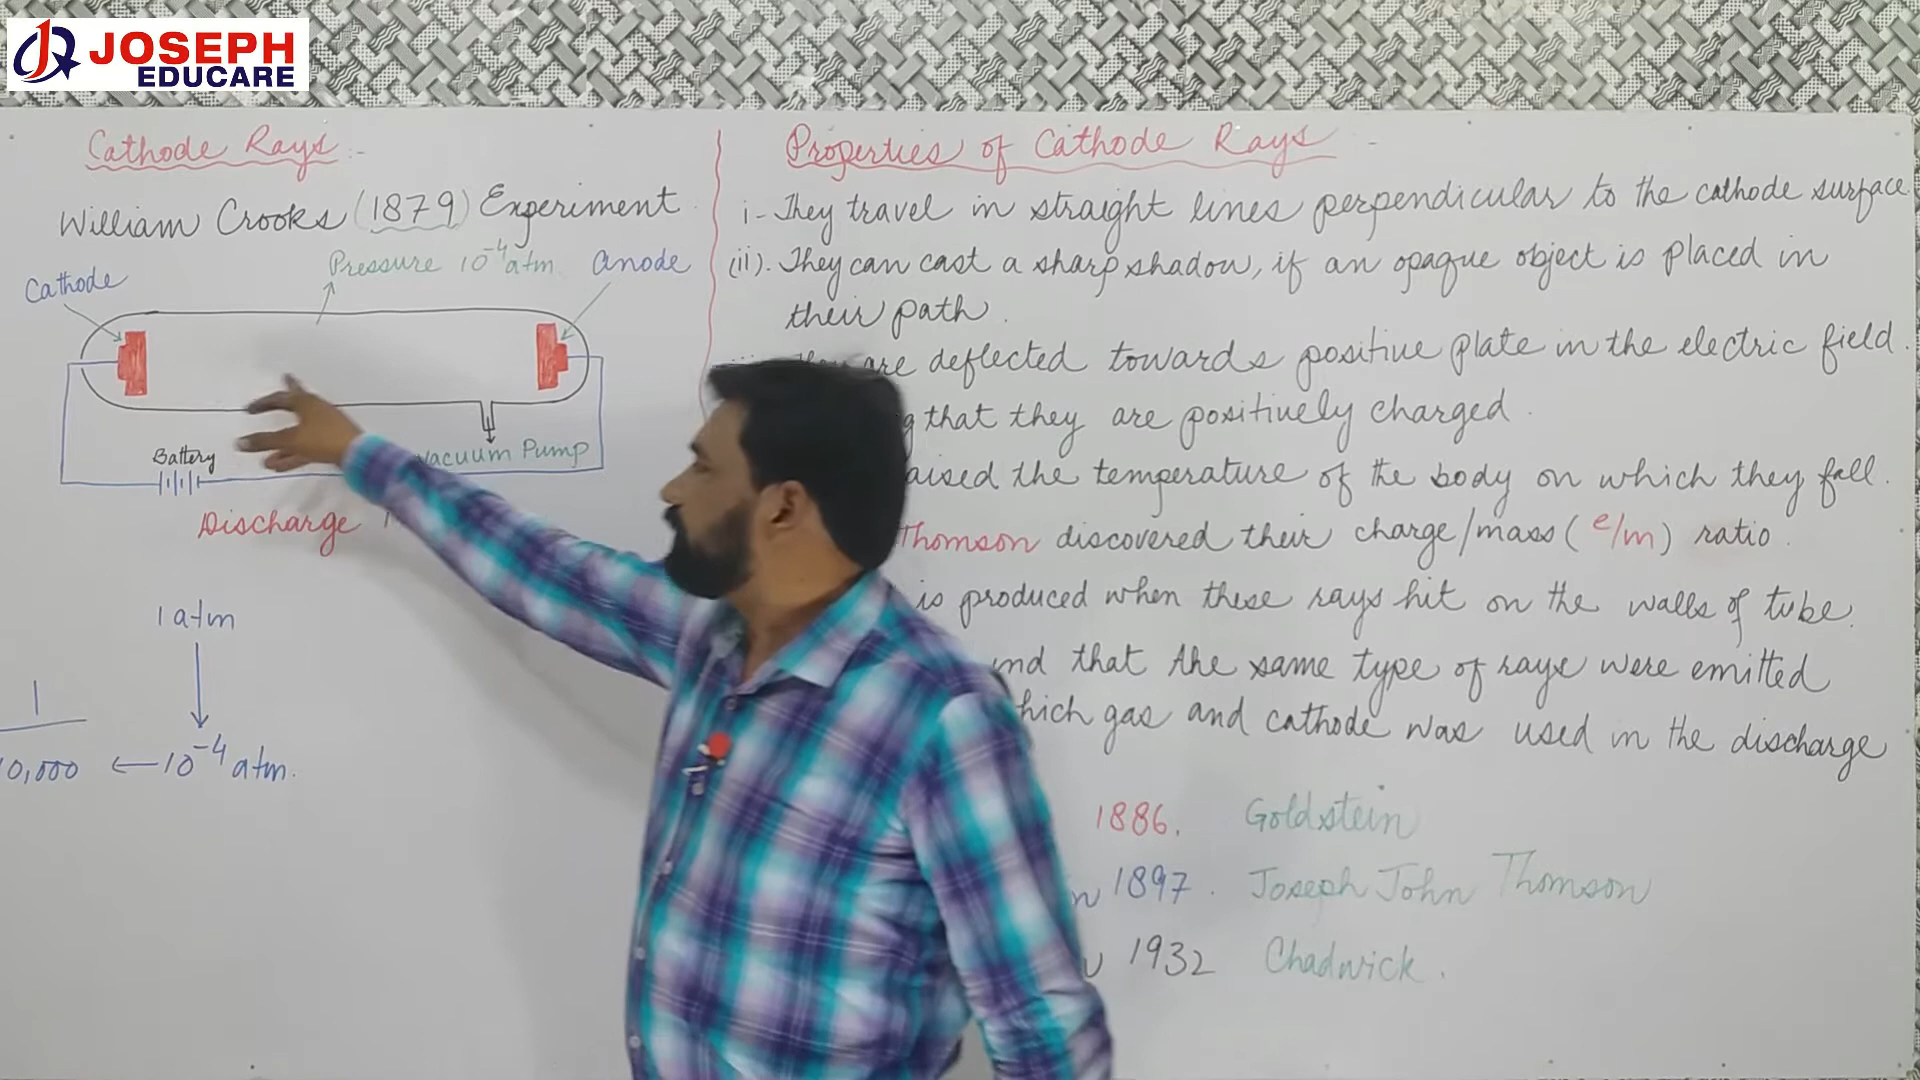 JOSEPH
EDUCARE
Cathode Rays :-
William Crooks (1879) Experiment
Pressure 10⁻⁴ atm
anode
Cathode
Battery
Vacuum Pump
Discharge
1 atm
1
10,000 ← 10⁻⁴ atm.
Properties of Cathode Rays -
i- They travel in straight lines perpendicular to the cathode surface
(ii). They can cast a sharp shadow, if an opaque object is placed in
their path.
are deflected towards positive plate in the electric field.
that they are positively charged.
the temperature of the body on which they fall.
Thomson discovered their charge/mass (e/m) ratio.
is produced when these rays hit on the walls of tube.
that the same type of rays were emitted
gas and cathode was used in the discharge
1886. Goldstein
1897. Joseph John Thomson
1932 Chadwick.